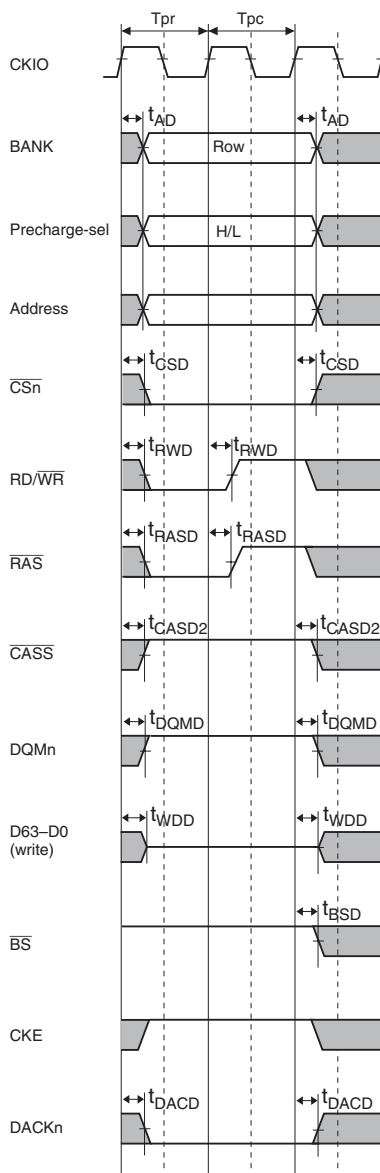 Tpr Tpc
CKIO
tAD tAD
BANK Row
Precharge-sel H/L
Address
tCSD tCSD
CSn
tRWD tRWD
RD/WR
tRASD tRASD
RAS
tCASD2 tCASD2
CASS
tDQMD tDQMD
DQMn
tWDD tWDD
D63–D0
(write)
tBSD
BS
CKE
tDACD tDACD
DACKn